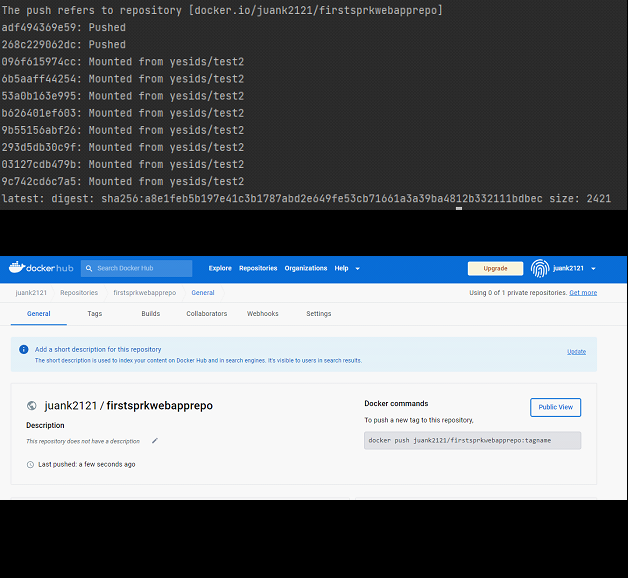 The push refers to repository [docker.io/juank2121/firstsprkwebapprepo]
adf494369e59: Pushed
268c229062dc: Pushed
096f615974cc: Mounted from yesids/test2
6b5aaff44254: Mounted from yesids/test2
53a0b163e995: Mounted from yesids/test2
b626401ef603: Mounted from yesids/test2
9b55156abf26: Mounted from yesids/test2
293d5db30c9f: Mounted from yesids/test2
03127cdb479b: Mounted from yesids/test2
9c742cd6c7a5: Mounted from yesids/test2
latest: digest: sha256:a8e1feb5b197e41c3b1787abd2e649fe53cb71661a3a39ba4812b332111bdbec size: 2421
docker hub Search Docker Hub Explore Repositories Organizations Help Upgrade juank2121
juank2121 Repositories firstsprkwebapprepo General Using 0 of 1 private repositories. Get more
General Tags Builds Collaborators Webhooks Settings
Add a short description for this repository Update
The short description is used to index your content on Docker Hub and in search engines. It's visible to users in search results.
juank2121 / firstsprkwebapprepo Docker commands Public View
To push a new tag to this repository,
Description
This repository does not have a description docker push juank2121/firstsprkwebapprepo:tagname
Last pushed: a few seconds ago